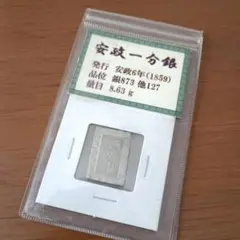 安政一分銀
発行 安政6年(1859)
品位 銀873 他127
量目 8.63 g